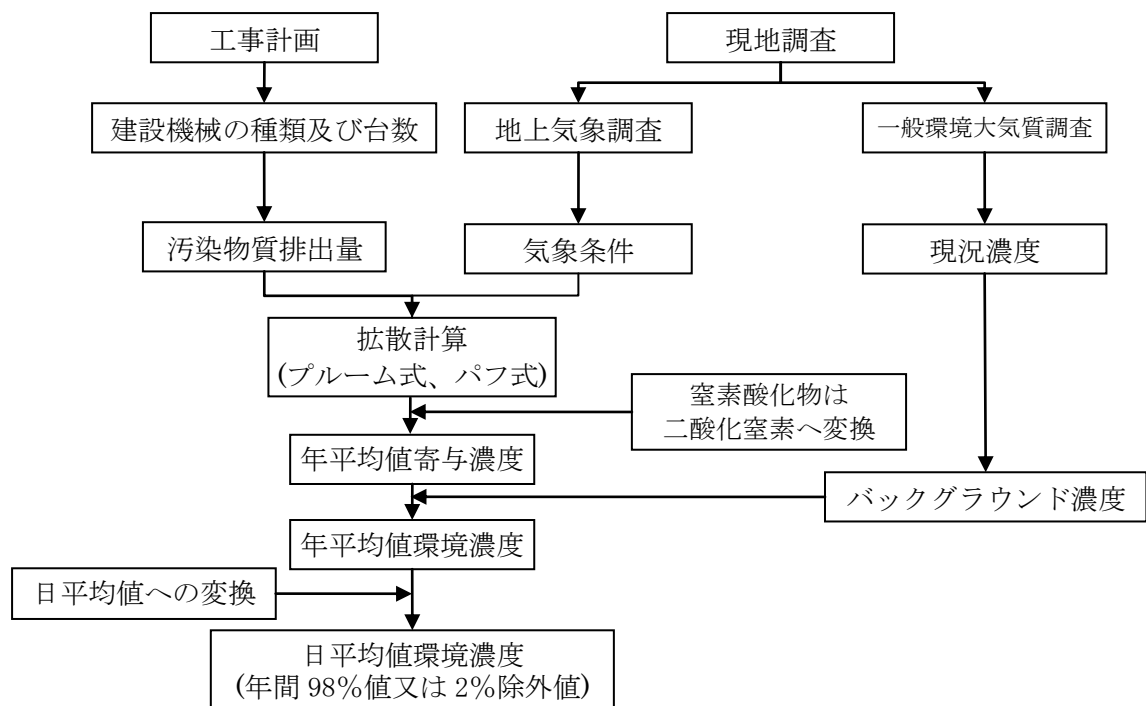 工事計画
現地調査
建設機械の種類及び台数
地上気象調査
一般環境大気質調査
汚染物質排出量
気象条件
現況濃度
拡散計算
(プルーム式、パフ式)
窒素酸化物は
二酸化窒素へ変換
年平均値寄与濃度
バックグラウンド濃度
年平均値環境濃度
日平均値への変換
日平均値環境濃度
(年間 98%値又は 2%除外値)